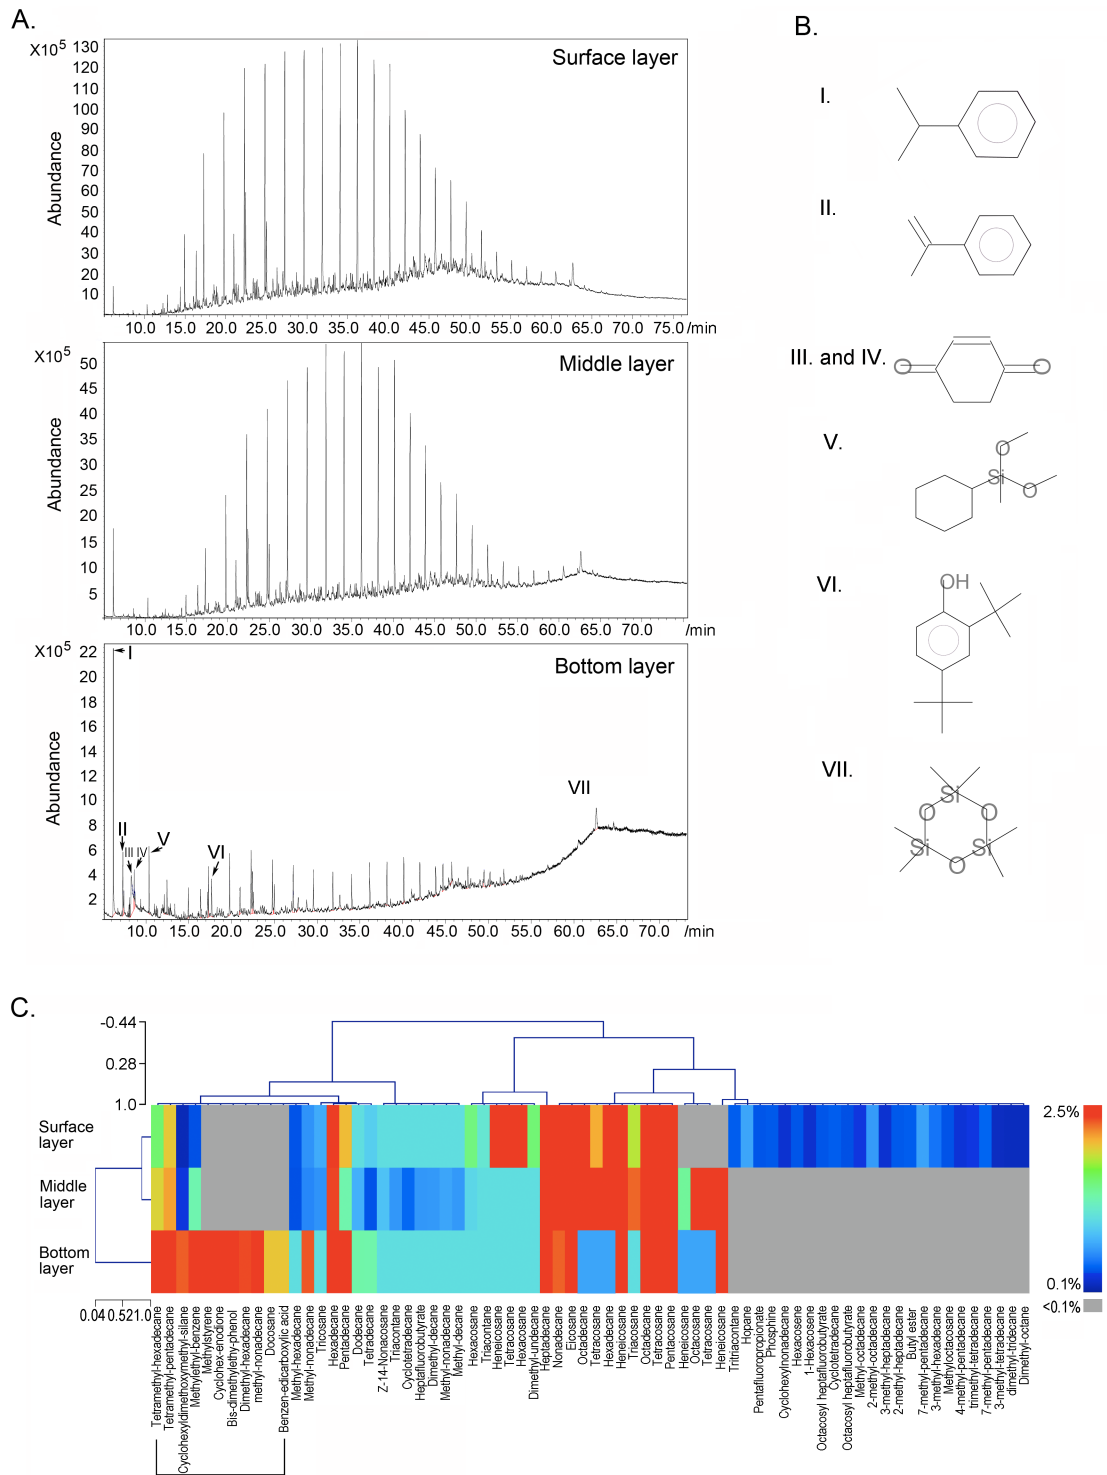 A.
X10⁵
130
120
110
100
90
80
70
60
50
40
30
20
10
Abundance
Surface layer
10.0 15.0 20.0 25.0 30.0 35.0 40.0 45.0 50.0 55.0 60.0 65.0 70.0 75.0 /min
X10⁵
50
45
40
35
30
25
20
15
10
5
Abundance
Middle layer
10.0 15.0 20.0 25.0 30.0 35.0 40.0 45.0 50.0 55.0 60.0 65.0 70.0 /min
X10⁵
22
20
18
16
14
12
10
8
6
4
2
Abundance
Bottom layer
I
II
III
IV
V
VI
VII
10.0 15.0 20.0 25.0 30.0 35.0 40.0 45.0 50.0 55.0 60.0 65.0 70.0 /min
B.
I.
II.
III. and IV.
O
O
V.
O
Si
O
VI.
OH
VII.
Si
O
O
Si
Si
O
C.
-0.44
0.28
1.0
Surface
layer
Middle
layer
Bottom
layer
0.04 0.52 1.0
2.5%
0.1%
<0.1%
Tetramethyl-hexadecane
Tetramethyl-pentadecane
Cyclohexyldimethoxymethyl-silane
Methylethyl-benzene
Methylstyrene
Cyclohex-enodione
Bis-dimethylethy-phenol
Dimethyl-hexadecane
methyl-nonadecane
Docosane
Benzen-edicarboxylic acid
Methyl-hexadecane
Methyl-nonadecane
Tricosane
Hexadecane
Pentadecane
Dodecane
Tetradecane
Z-14-Nonacosane
Triacontane
Cyclotetradecane
Heptafluorobutyrate
Dimethyl-decane
Methyl-nonadecane
Methyl-decane
Hexacosane
Triacontane
Heneicosane
Tetracosane
Hexacosane
Dimethyl-undecane
Heptadecane
Nonadecane
Eicosane
Octadecane
Tetracosane
Hexadecane
Heneicosane
Triacosane
Octadecane
Tetracosane
Pentacosane
Heneicosane
Octacosane
Tetracosane
Heneicosane
Tritriacontane
Hopane
Pentafluoropropionate
Phosphine
Cyclohexylnonadecane
Hexacosene
1-Hexacosene
Octacosyl heptafluorobutyrate
Cyclotetradecane
Octacosyl heptafluorobutyrate
Methyl-octadecane
2-methyl-octadecane
3-methyl-heptadecane
2-methyl-heptadecane
Butyl ester
7-methyl-pentadecane
3-methyl-hexadecane
Methyloctacosane
4-methyl-pentadecane
trimethyl-tetradecane
7-methyl-pentadecane
3-methyl-tetradecane
dimethyl-tridecane
Dimethyl-octane